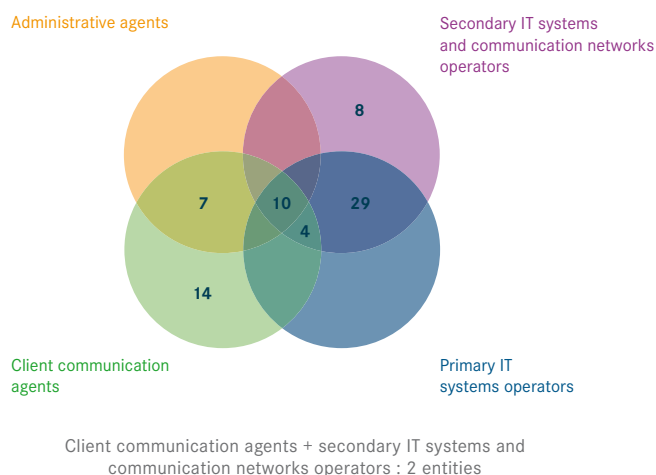 Administrative agents
Secondary IT systems
and communication networks
operators
8
7
10
29
4
14
Client communication
agents
Primary IT
systems operators
Client communication agents + secondary IT systems and
communication networks operators : 2 entities